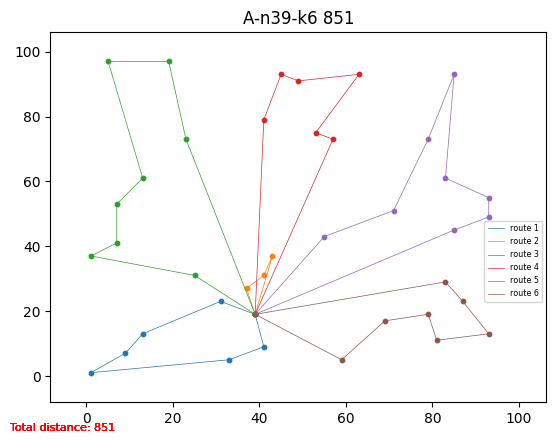 A-n39-k6 851
100
80
60
40
20
0
0 20 40 60 80 100
route 1
route 2
route 3
route 4
route 5
route 6
Total distance: 851